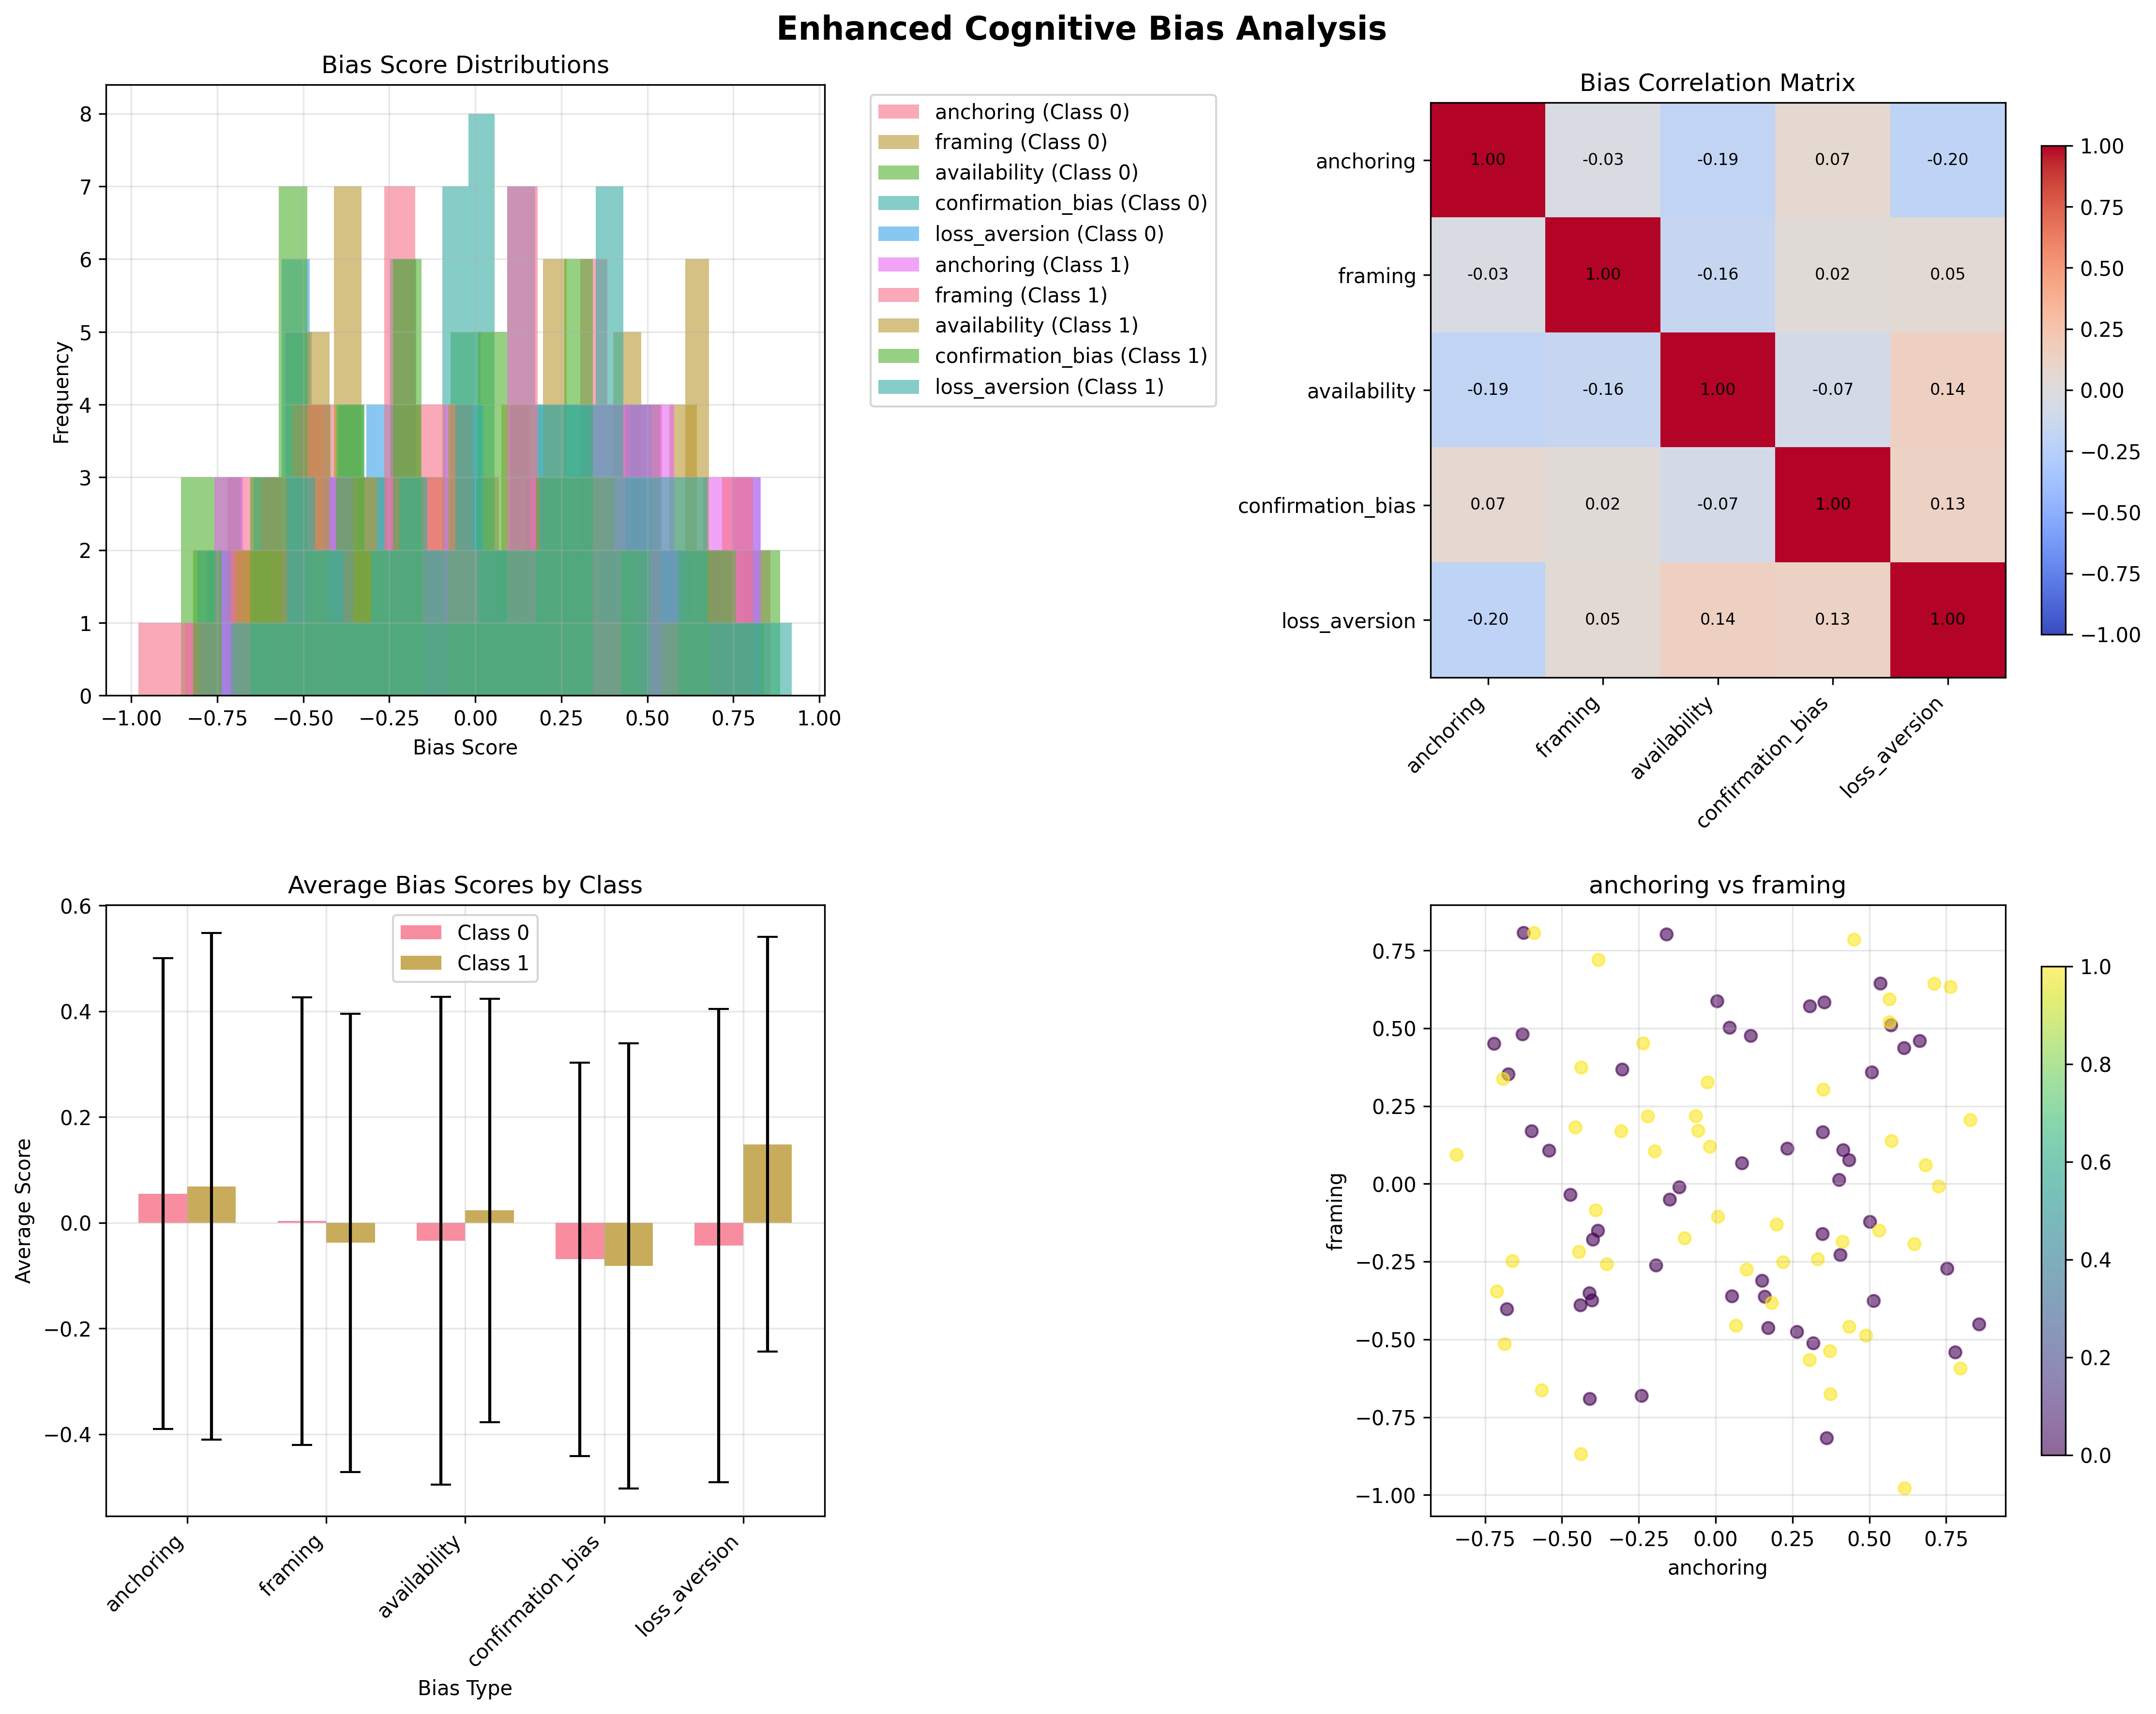 Enhanced Cognitive Bias Analysis
Bias Score Distributions
Frequency
8
7
6
5
4
3
2
1
0
−1.00 −0.75 −0.50 −0.25 0.00 0.25 0.50 0.75 1.00
Bias Score
anchoring (Class 0)
framing (Class 0)
availability (Class 0)
confirmation_bias (Class 0)
loss_aversion (Class 0)
anchoring (Class 1)
framing (Class 1)
availability (Class 1)
confirmation_bias (Class 1)
loss_aversion (Class 1)
Bias Correlation Matrix
anchoring 1.00 -0.03 -0.19 0.07 -0.20
framing -0.03 1.00 -0.16 0.02 0.05
availability -0.19 -0.16 1.00 -0.07 0.14
confirmation_bias 0.07 0.02 -0.07 1.00 0.13
loss_aversion -0.20 0.05 0.14 0.13 1.00
anchoring framing availability confirmation_bias loss_aversion
1.00
0.75
0.50
0.25
0.00
−0.25
−0.50
−0.75
−1.00
Average Bias Scores by Class
Average Score
0.6
0.4
0.2
0.0
−0.2
−0.4
Class 0
Class 1
anchoring framing availability confirmation_bias loss_aversion
Bias Type
anchoring vs framing
framing
0.75
0.50
0.25
0.00
−0.25
−0.50
−0.75
−1.00
−0.75 −0.50 −0.25 0.00 0.25 0.50 0.75
anchoring
1.0
0.8
0.6
0.4
0.2
0.0